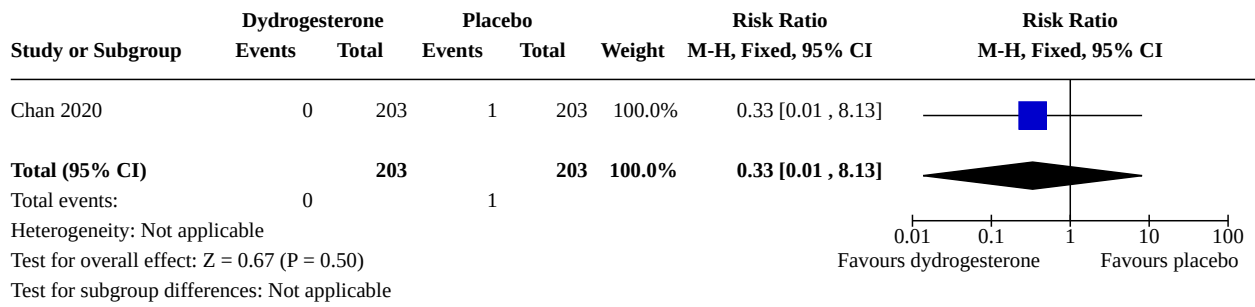 Dydrogesterone Placebo Risk Ratio Risk Ratio
Study or Subgroup Events Total Events Total Weight M-H, Fixed, 95% CI M-H, Fixed, 95% CI
Chan 2020 0 203 1 203 100.0% 0.33 [0.01 , 8.13]
Total (95% CI) 203 203 100.0% 0.33 [0.01 , 8.13]
Total events: 0 1
Heterogeneity: Not applicable
0.01 0.1 1 10 100
Test for overall effect: Z = 0.67 (P = 0.50) Favours dydrogesterone Favours placebo
Test for subgroup differences: Not applicable